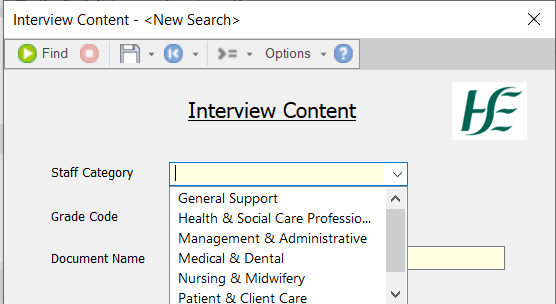 Interview Content - <New Search>
Find
Options
Interview Content
HSE
Staff Category
General Support
Health & Social Care Professio...
Grade Code
Management & Administrative
Document Name
Medical & Dental
Nursing & Midwifery
Patient & Client Care